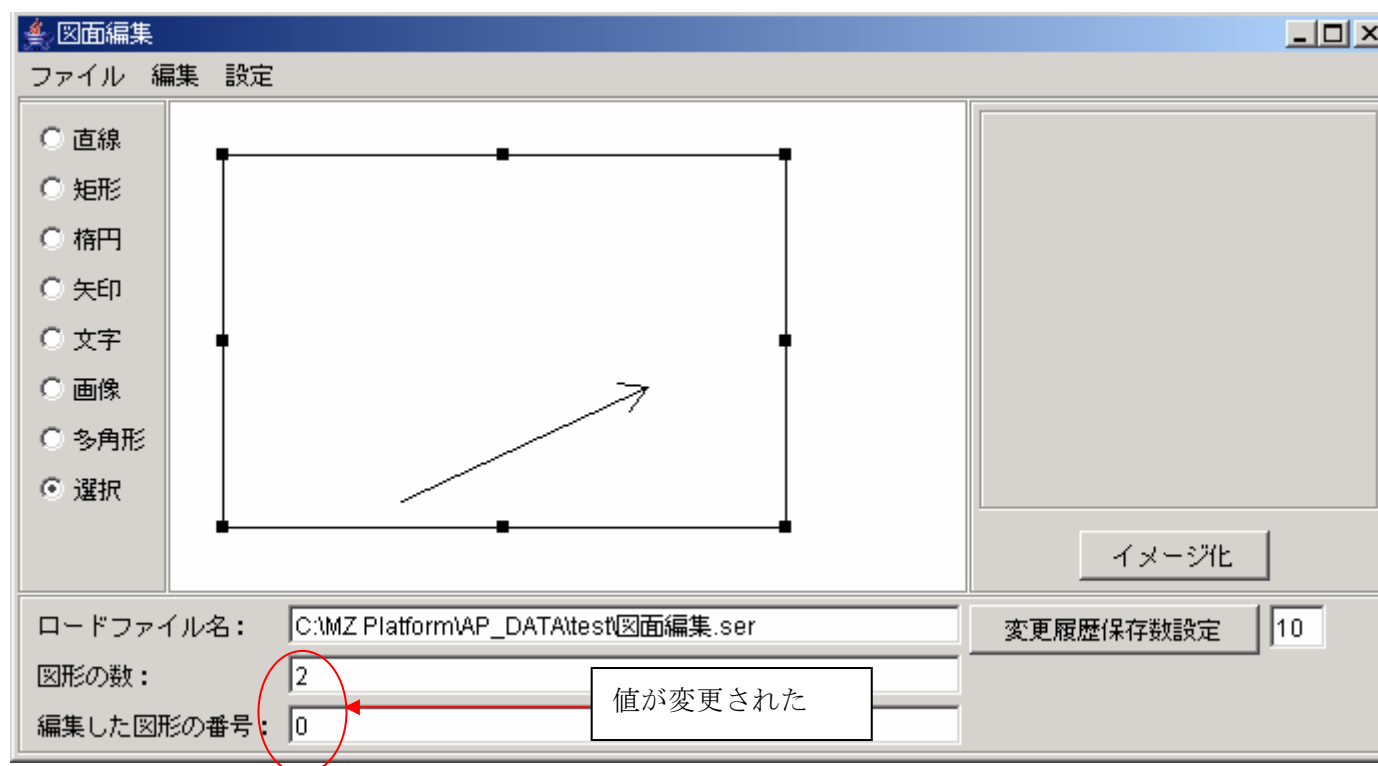 図面編集
ファイル 編集 設定
直線
矩形
楕円
矢印
文字
画像
多角形
選択
イメージ化
ロードファイル名： C:\MZ Platform\AP_DATA\test\図面編集.ser 変更履歴保存数設定 10
図形の数： 2
値が変更された
編集した図形の番号： 0